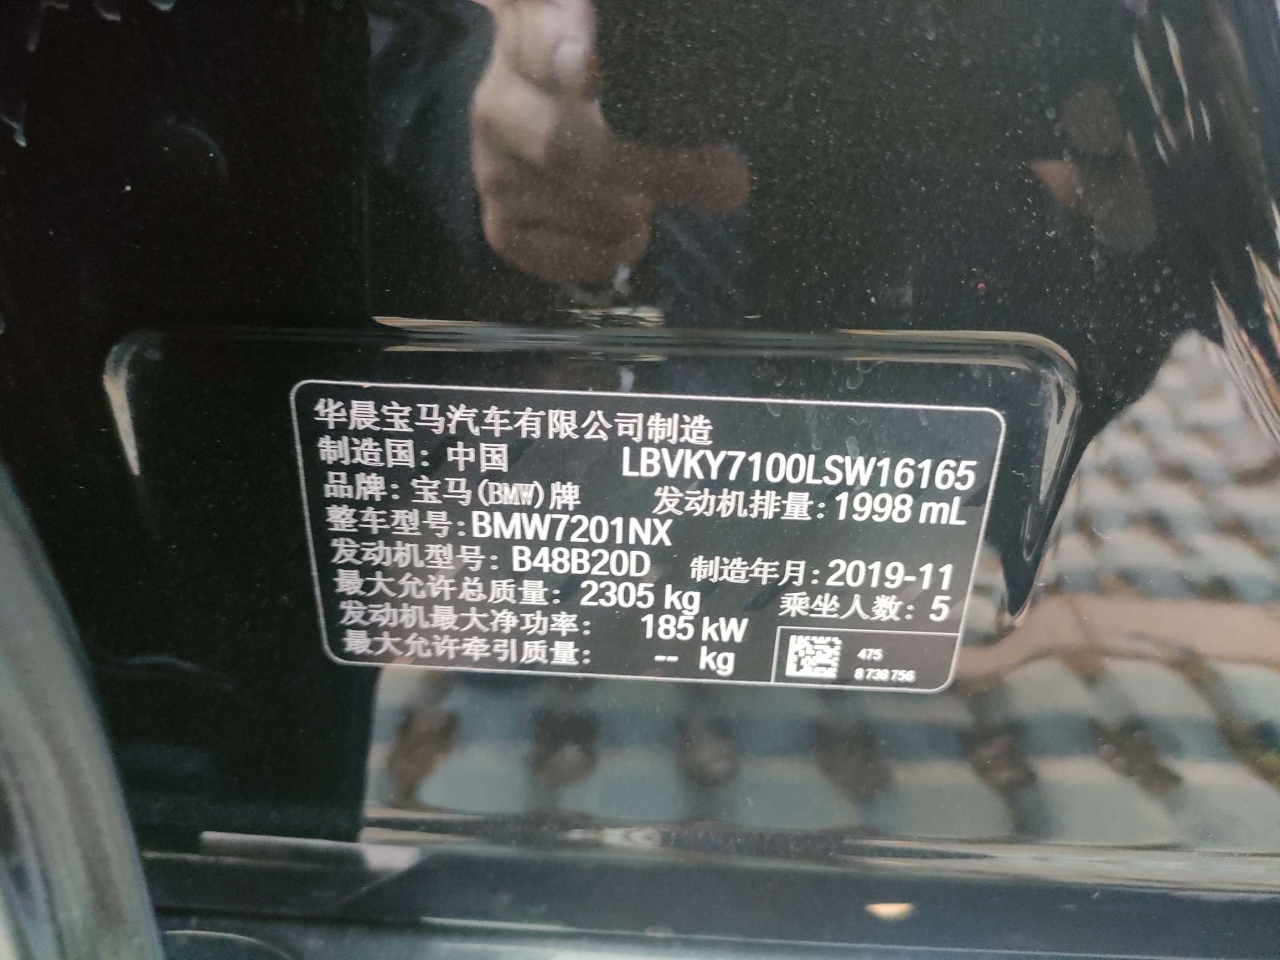 华晨宝马汽车有限公司制造
制造国：中国 LBVKY7100LSW16165
品牌：宝马(BMW)牌 发动机排量：1998 mL
整车型号：BMW7201NX
发动机型号：B48B20D 制造年月：2019-11
最大允许总质量：2305 kg 乘坐人数：5
发动机最大净功率：185 kW
最大允许牵引质量：-- kg
475
8 738 756